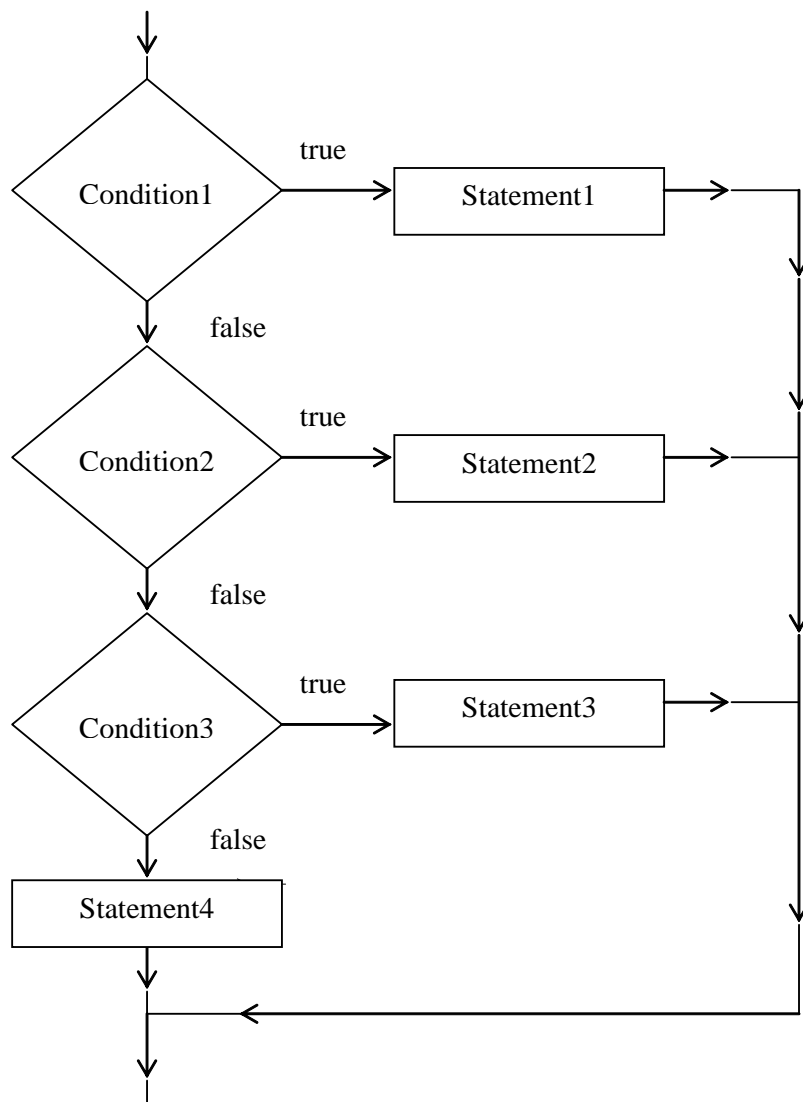 true
Condition1
Statement1
false
true
Condition2
Statement2
false
true
Condition3
Statement3
false
Statement4